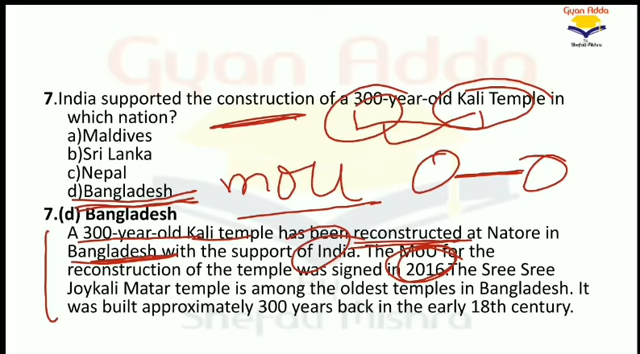 Gyan Adda
By
Shefali Mishra
Gyan Adda
7.India supported the construction of a 300-year-old Kali Temple in
which nation?
a)Maldives
b)Sri Lanka
c)Nepal
d)Bangladesh
MOU
7.(d) Bangladesh
A 300-year-old Kali temple has been reconstructed at Natore in
Bangladesh with the support of India. The MoU for the
reconstruction of the temple was signed in 2016.The Sree Sree
Joykali Matar temple is among the oldest temples in Bangladesh. It
was built approximately 300 years back in the early 18th century.
Shefali Mishra